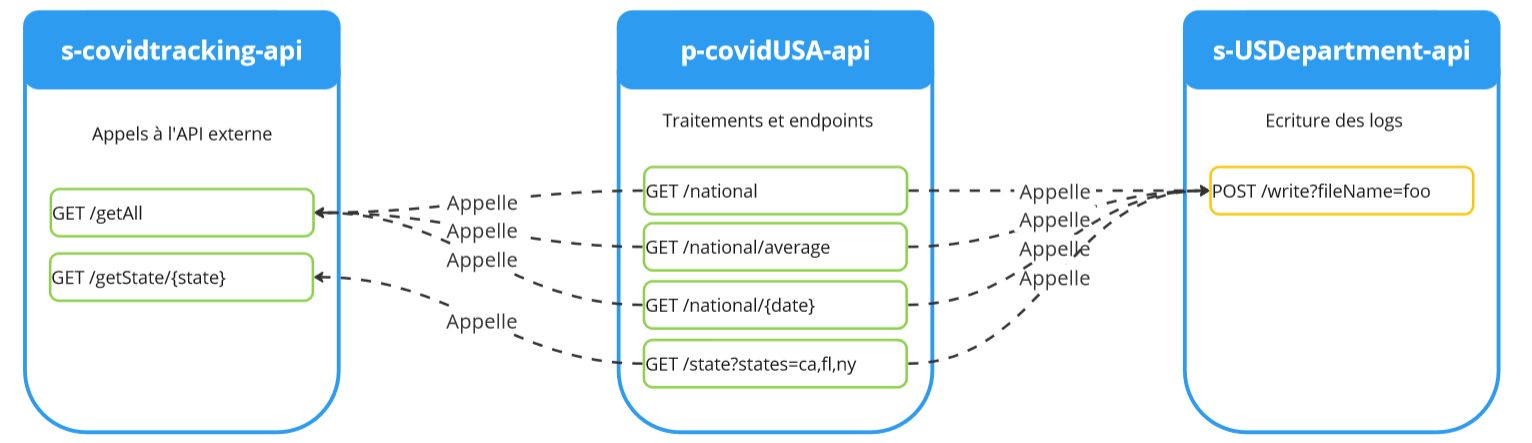 s-covidtracking-api
Appels à l'API externe
GET /getAll
GET /getState/{state}
Appelle
Appelle
Appelle
Appelle
p-covidUSA-api
Traitements et endpoints
GET /national
GET /national/average
GET /national/{date}
GET /state?states=ca,fl,ny
Appelle
Appelle
Appelle
Appelle
s-USDepartment-api
Ecriture des logs
POST /write?fileName=foo